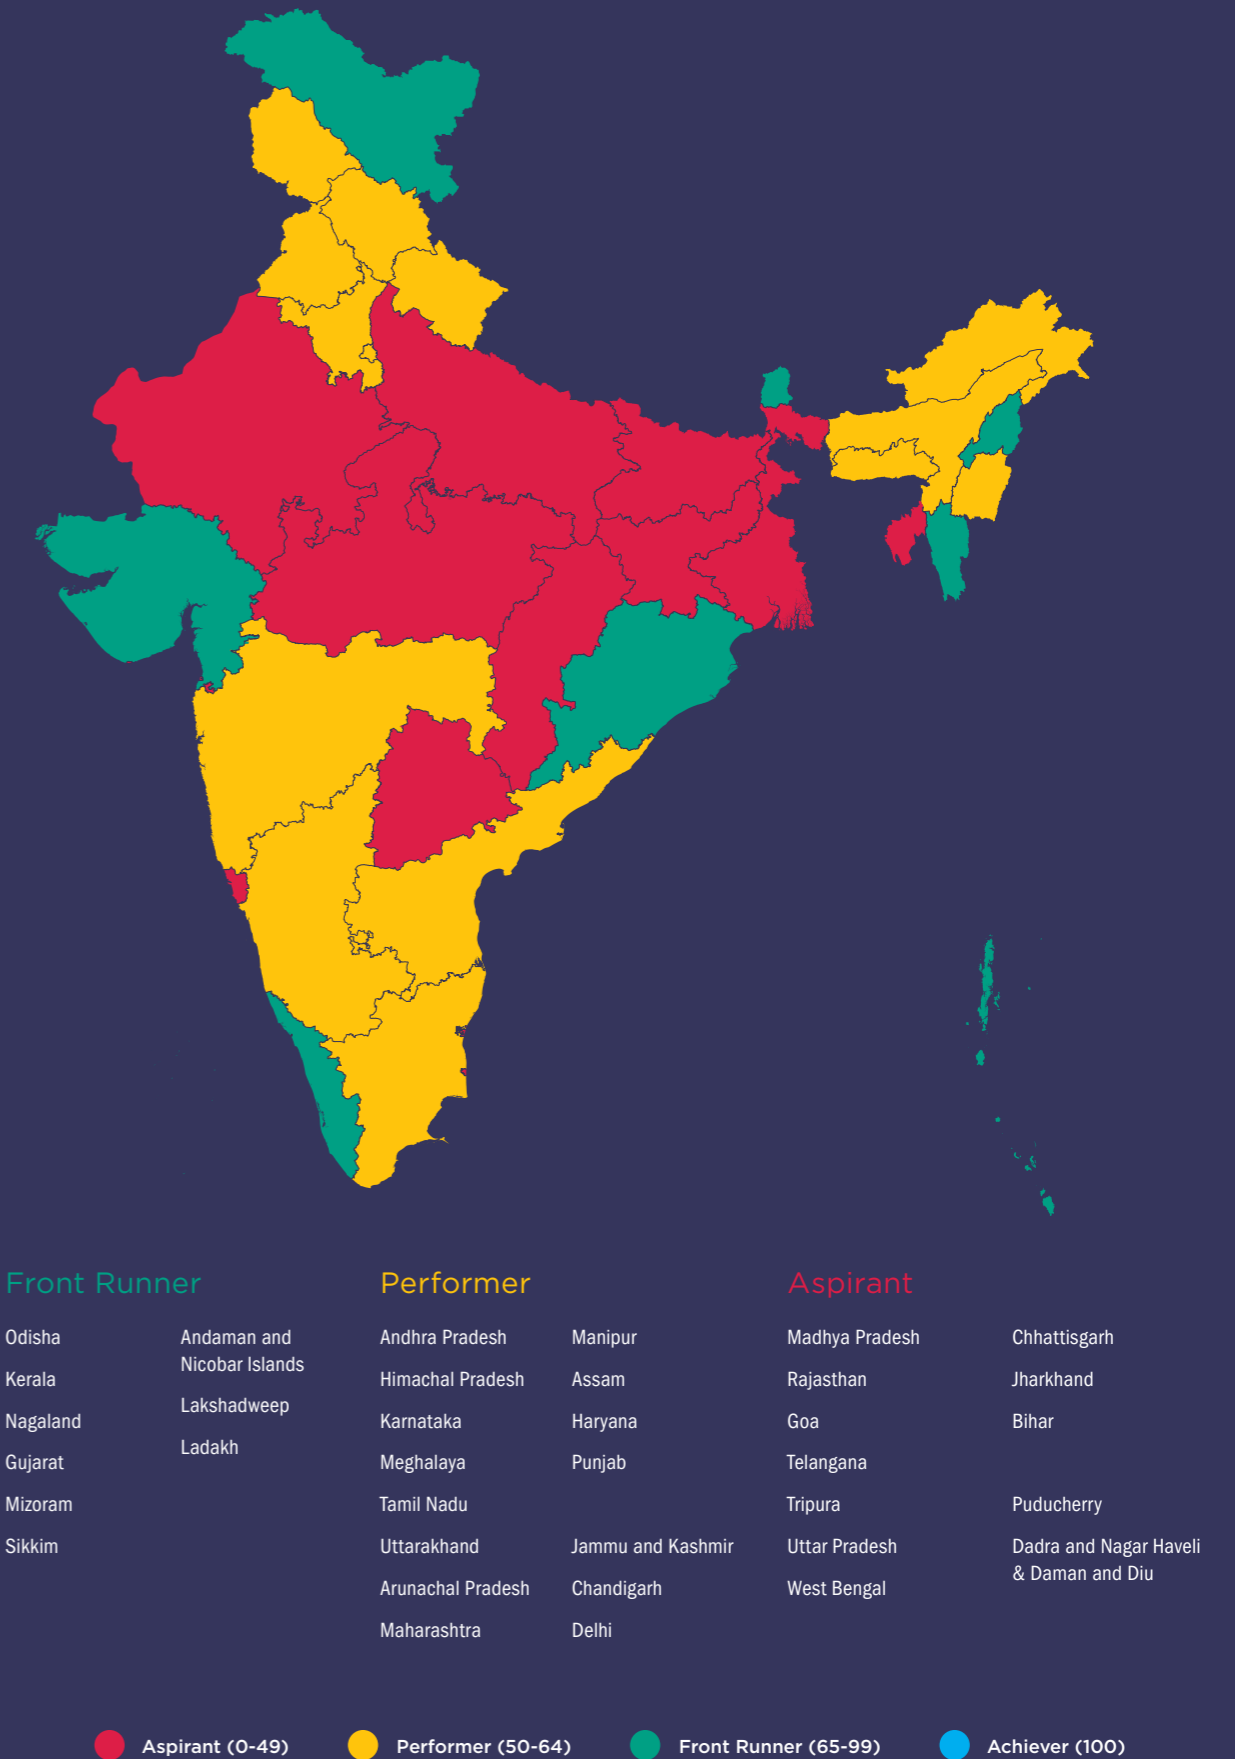 Front Runner
Odisha
Kerala
Nagaland
Gujarat
Mizoram
Sikkim
Andaman and
Nicobar Islands
Lakshadweep
Ladakh
Performer
Andhra Pradesh
Himachal Pradesh
Karnataka
Meghalaya
Tamil Nadu
Uttarakhand
Arunachal Pradesh
Maharashtra
Manipur
Assam
Haryana
Punjab
Jammu and Kashmir
Chandigarh
Delhi
Aspirant
Madhya Pradesh
Rajasthan
Goa
Telangana
Tripura
Uttar Pradesh
West Bengal
Chhattisgarh
Jharkhand
Bihar
Puducherry
Dadra and Nagar Haveli
& Daman and Diu
Aspirant (0-49)
Performer (50-64)
Front Runner (65-99)
Achiever (100)